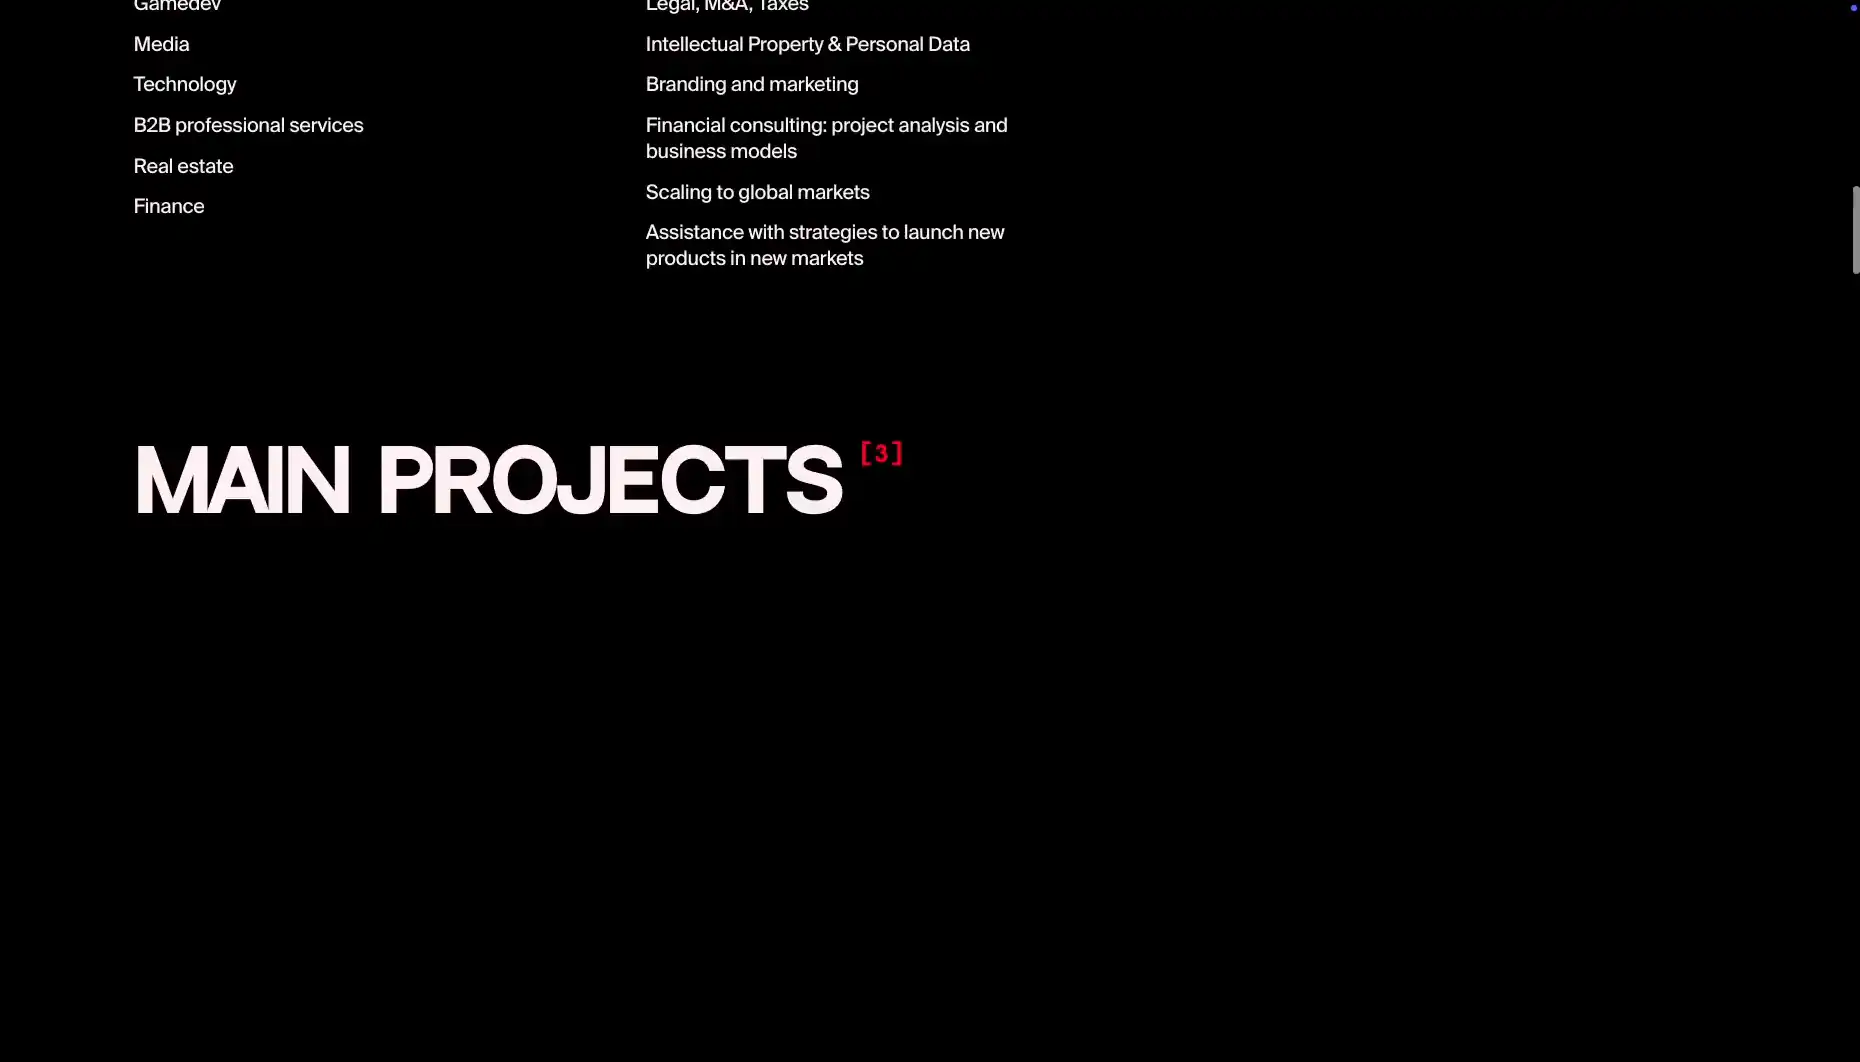 Gamedev
Media
Technology
B2B professional services
Real estate
Finance
Legal, M&A, Taxes
Intellectual Property & Personal Data
Branding and marketing
Financial consulting: project analysis and
business models
Scaling to global markets
Assistance with strategies to launch new
products in new markets
MAIN PROJECTS [3]